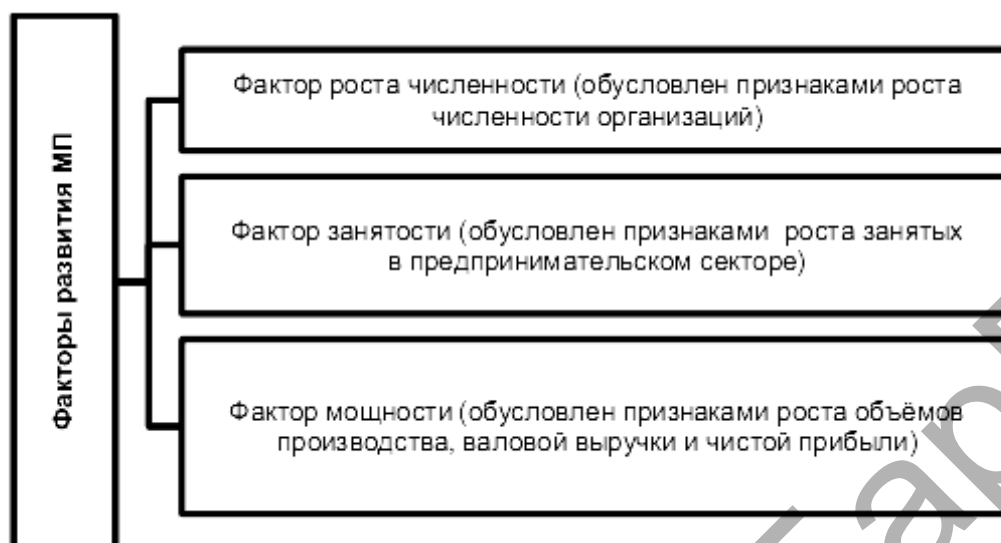 Факторы развития МП
Фактор роста численности (обусловлен признаками роста
численности организаций)
Фактор занятости (обусловлен признаками роста занятых
в предпринимательском секторе)
Фактор мощности (обусловлен признаками роста объёмов
производства, валовой выручки и чистой прибыли)